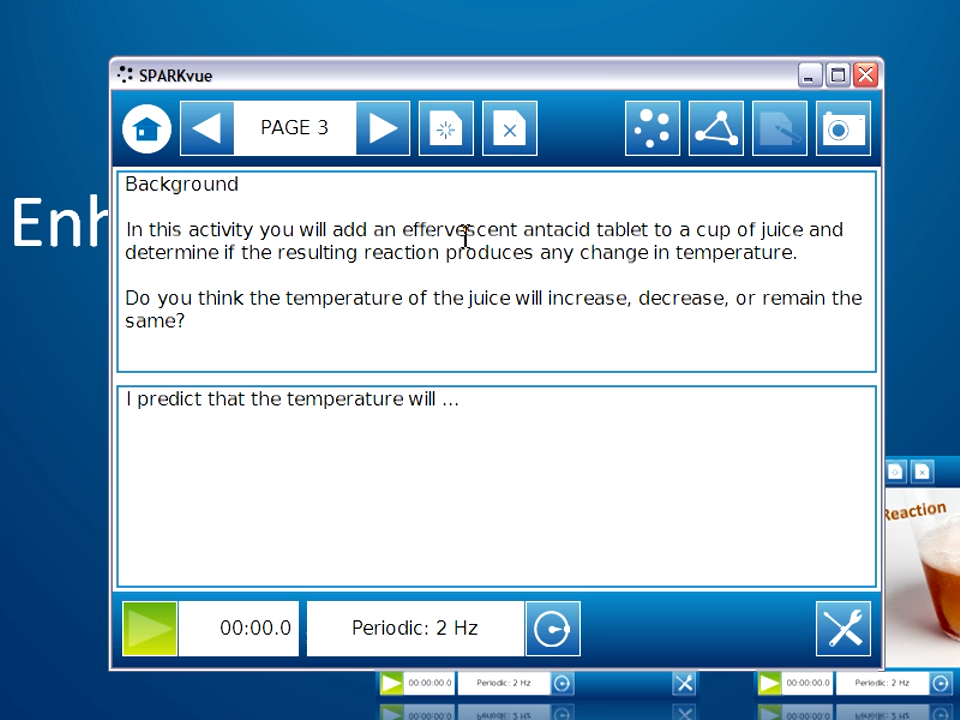 SPARKvue
PAGE 3
Enh
Background
In this activity you will add an effervescent antacid tablet to a cup of juice and
determine if the resulting reaction produces any change in temperature.
Do you think the temperature of the juice will increase, decrease, or remain the
same?
I predict that the temperature will ...
Reaction
00:00.0
Periodic: 2 Hz
00:00:00.0
Periodic: 2 Hz
00:00:00.0
Periodic: 2 Hz